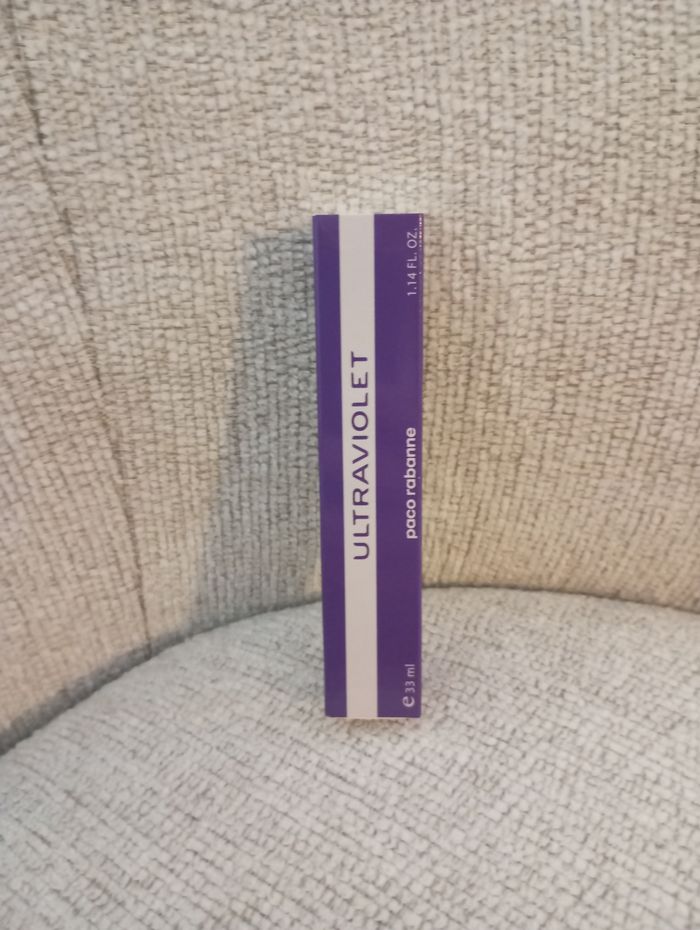 ULTRAVIOLET
paco rabanne
1.14 FL. OZ.
e 33 ml